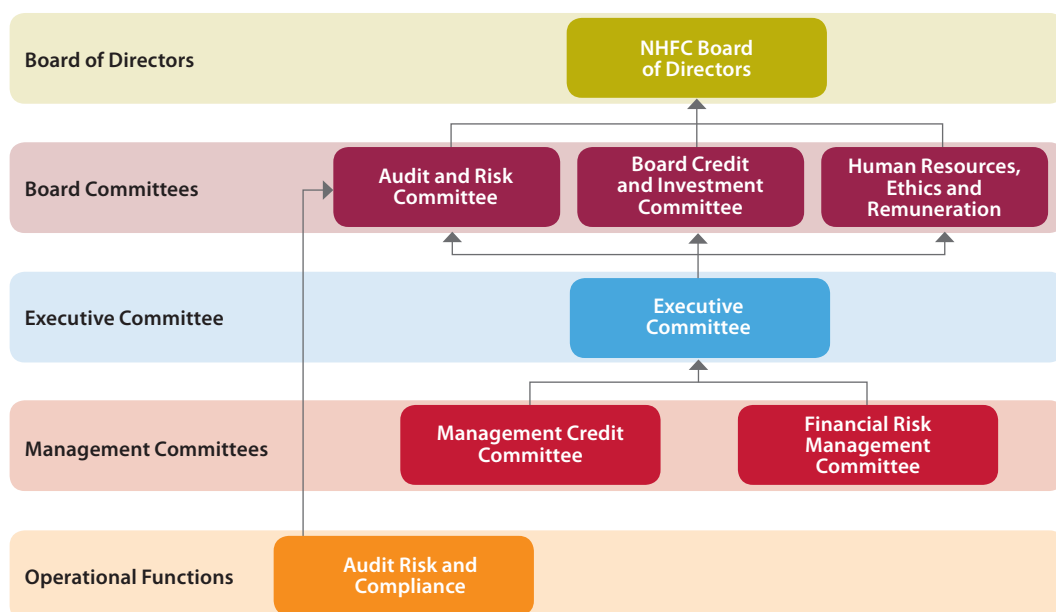 Board of Directors
NHFC Board
of Directors
Board Committees
Audit and Risk
Committee
Board Credit
and Investment
Committee
Human Resources,
Ethics and
Remuneration
Executive Committee
Executive
Committee
Management Committees
Management Credit
Committee
Financial Risk
Management
Committee
Operational Functions
Audit Risk and
Compliance